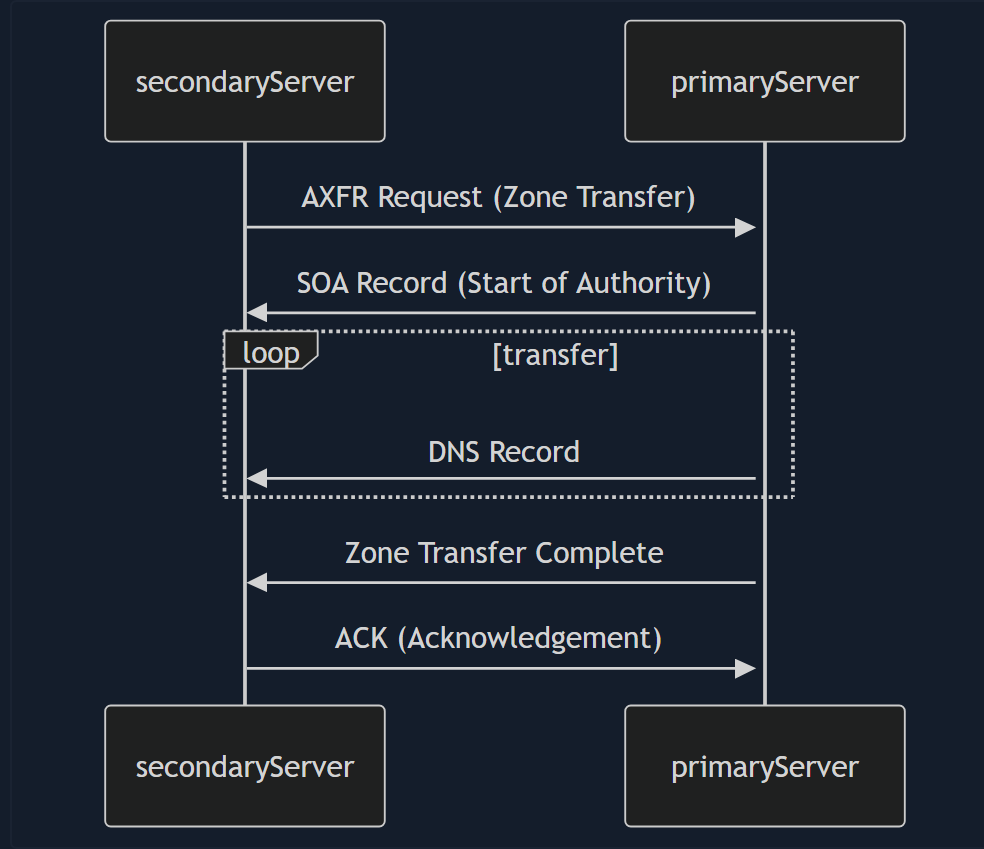 secondaryServer
primaryServer
AXFR Request (Zone Transfer)
SOA Record (Start of Authority)
loop
[transfer]
DNS Record
Zone Transfer Complete
ACK (Acknowledgement)
secondaryServer
primaryServer